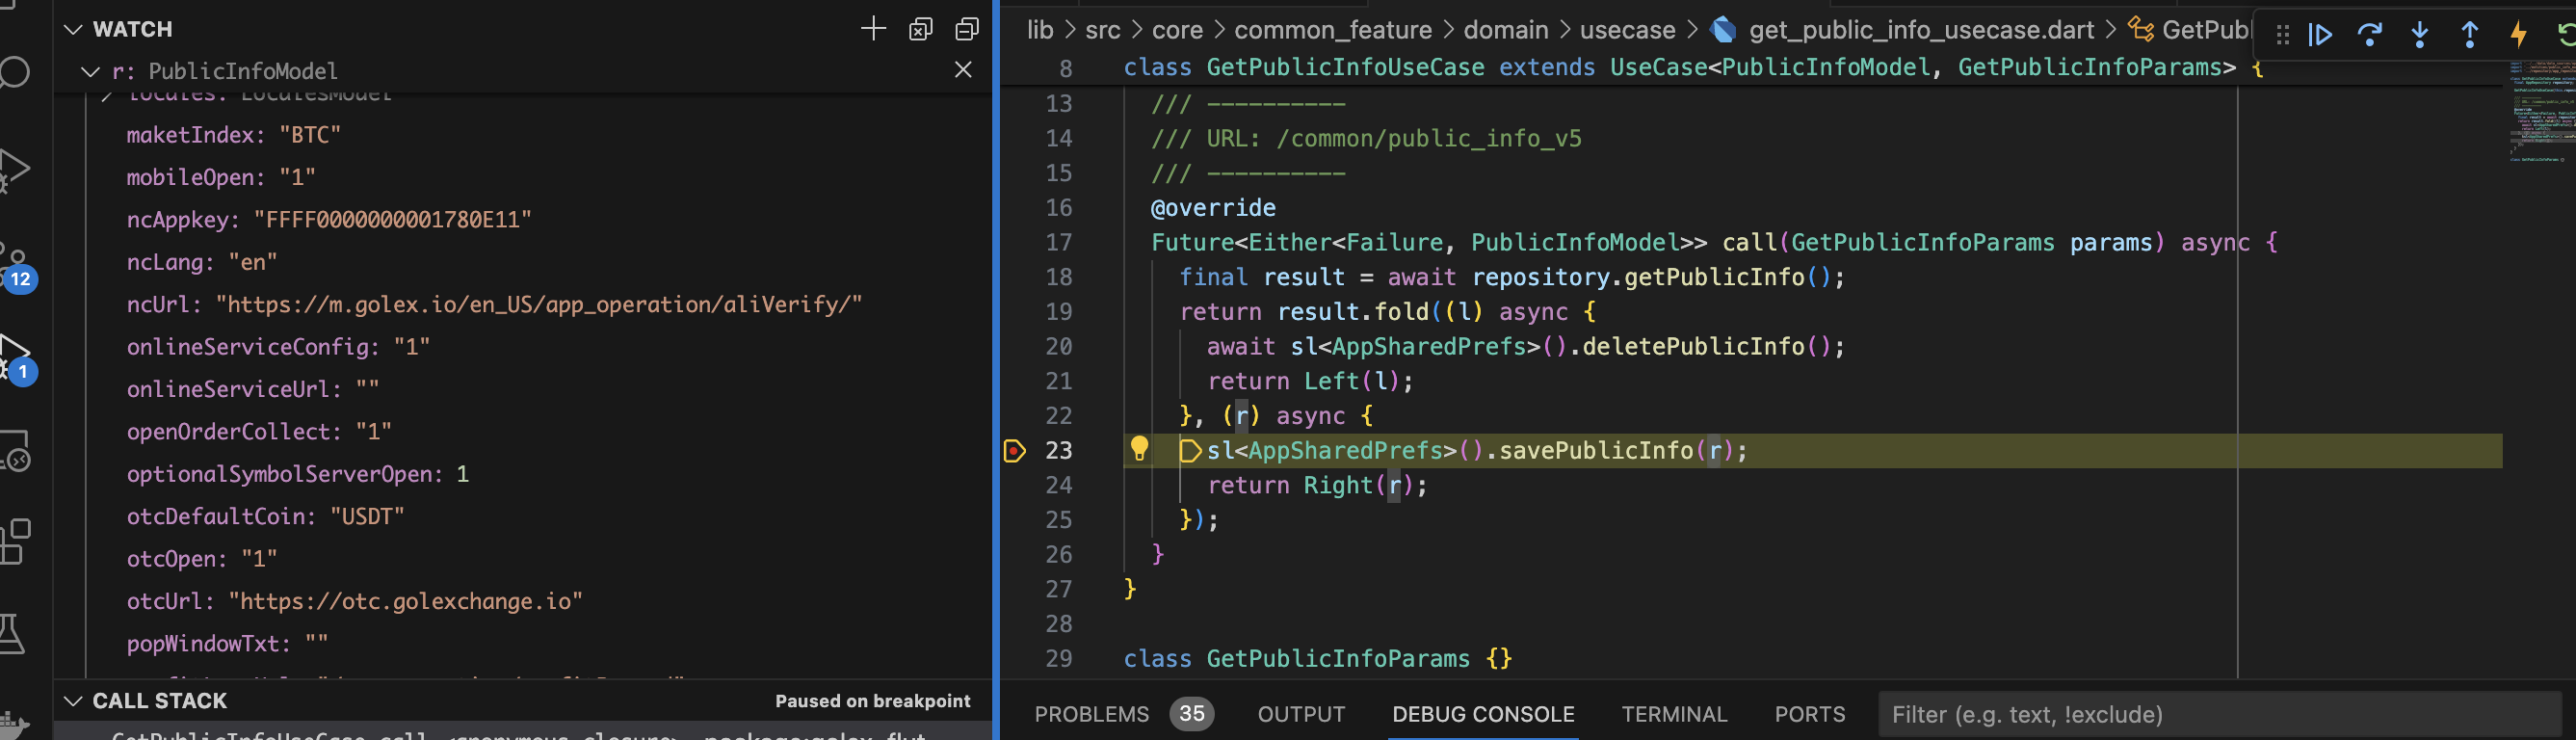 WATCH
r: PublicInfoModel
locales: LocalesModel
maketIndex: "BTC"
mobileOpen: "1"
ncAppkey: "FFFF0000000001780E11"
ncLang: "en"
ncUrl: "https://m.golex.io/en_US/app_operation/aliVerify/"
onlineServiceConfig: "1"
onlineServiceUrl: ""
openOrderCollect: "1"
optionalSymbolServerOpen: 1
otcDefaultCoin: "USDT"
otcOpen: "1"
otcUrl: "https://otc.golexchange.io"
popWindowTxt: ""
CALL STACK
Paused on breakpoint
GetPublicInfoUseCase.call.<anonymous closure>
12
1
lib > src > core > common_feature > domain > usecase > get_public_info_usecase.dart > GetPubl
8 class GetPublicInfoUseCase extends UseCase<PublicInfoModel, GetPublicInfoParams> {
13 /// ----------
14 /// URL: /common/public_info_v5
15 /// ----------
16 @override
17 Future<Either<Failure, PublicInfoModel>> call(GetPublicInfoParams params) async {
18 final result = await repository.getPublicInfo();
19 return result.fold((l) async {
20 await sl<AppSharedPrefs>().deletePublicInfo();
21 return Left(l);
22 }, (r) async {
23 sl<AppSharedPrefs>().savePublicInfo(r);
24 return Right(r);
25 });
26 }
27 }
28
29 class GetPublicInfoParams {}
PROBLEMS 35 OUTPUT DEBUG CONSOLE TERMINAL PORTS Filter (e.g. text, !exclude)